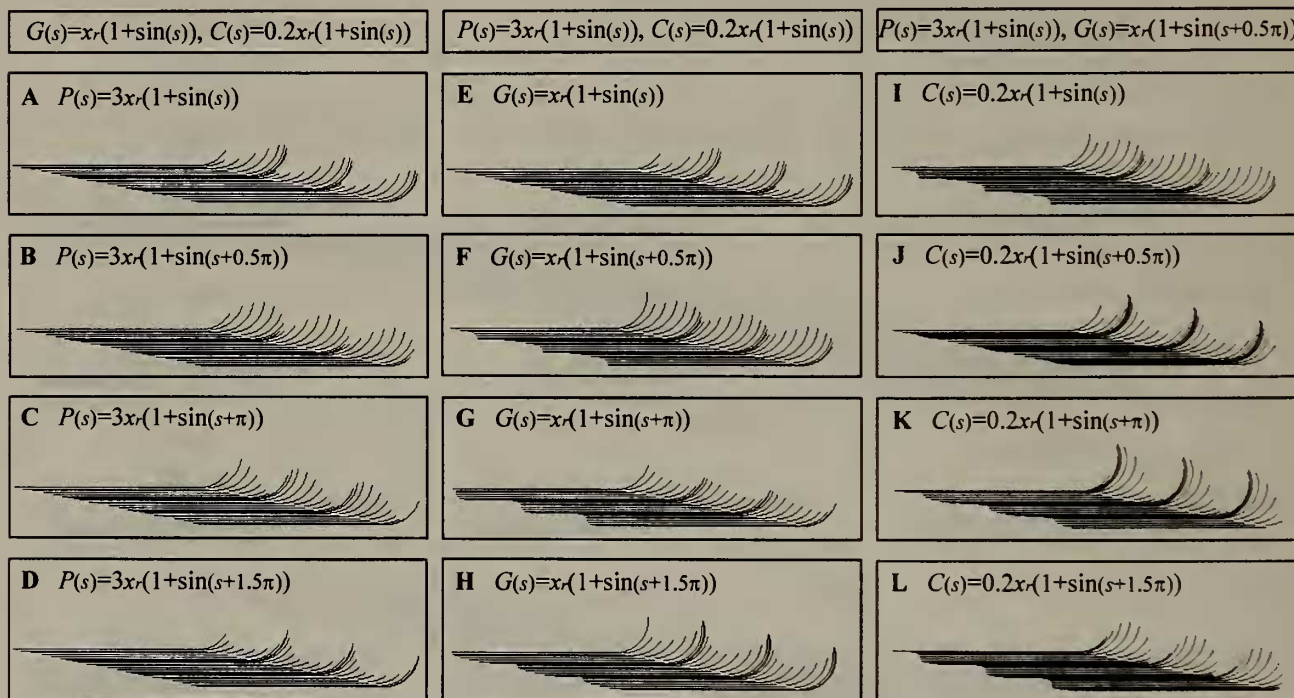 G(s)=xr(1+sin(s)), C(s)=0.2xr(1+sin(s))
P(s)=3xr(1+sin(s)), C(s)=0.2xr(1+sin(s))
P(s)=3xr(1+sin(s)), G(s)=xr(1+sin(s+0.5π))
A P(s)=3xr(1+sin(s))
E G(s)=xr(1+sin(s))
I C(s)=0.2xr(1+sin(s))
B P(s)=3xr(1+sin(s+0.5π))
F G(s)=xr(1+sin(s+0.5π))
J C(s)=0.2xr(1+sin(s+0.5π))
C P(s)=3xr(1+sin(s+π))
G G(s)=xr(1+sin(s+π))
K C(s)=0.2xr(1+sin(s+π))
D P(s)=3xr(1+sin(s+1.5π))
H G(s)=xr(1+sin(s+1.5π))
L C(s)=0.2xr(1+sin(s+1.5π))